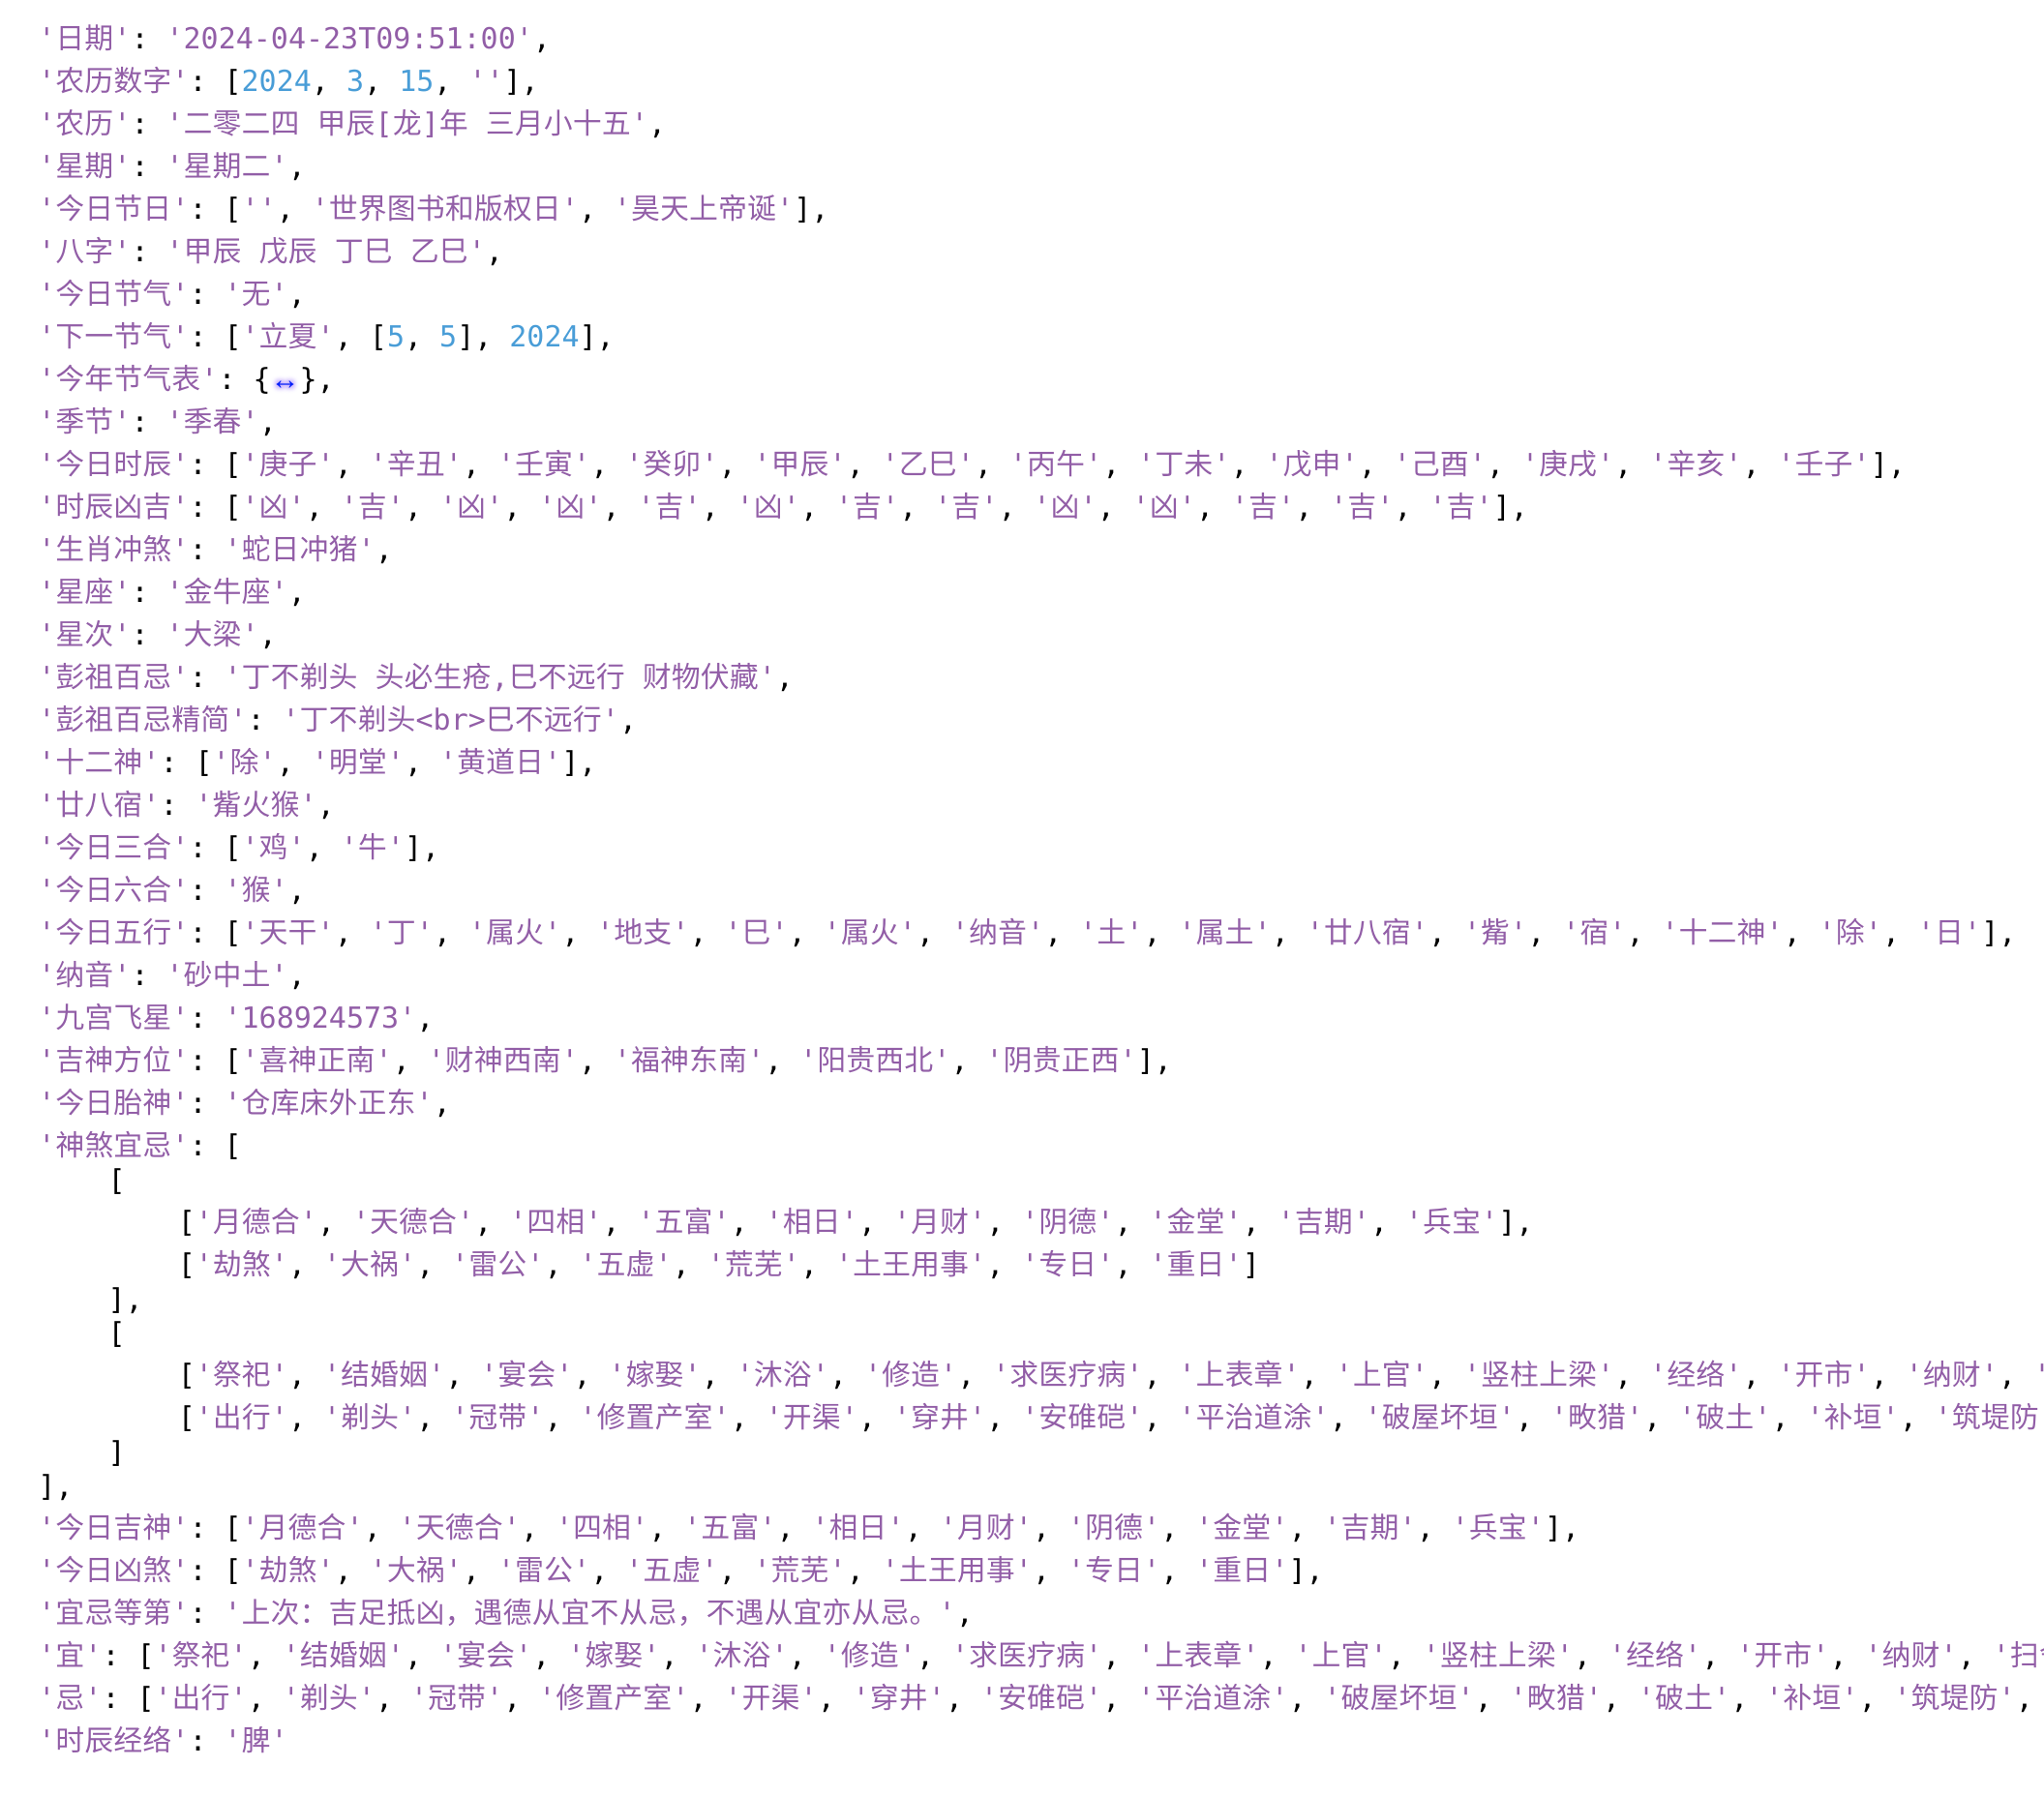 '日期': '2024-04-23T09:51:00',
'农历数字': [2024, 3, 15, ''],
'农历': '二零二四 甲辰[龙]年 三月小十五',
'星期': '星期二',
'今日节日': ['', '世界图书和版权日', '昊天上帝诞'],
'八字': '甲辰 戊辰 丁巳 乙巳',
'今日节气': '无',
'下一节气': ['立夏', [5, 5], 2024],
'今年节气表': {↔},
'季节': '季春',
'今日时辰': ['庚子', '辛丑', '壬寅', '癸卯', '甲辰', '乙巳', '丙午', '丁未', '戊申', '己酉', '庚戌', '辛亥', '壬子'],
'时辰凶吉': ['凶', '吉', '凶', '凶', '吉', '凶', '吉', '吉', '凶', '凶', '吉', '吉', '吉'],
'生肖冲煞': '蛇日冲猪',
'星座': '金牛座',
'星次': '大梁',
'彭祖百忌': '丁不剃头 头必生疮,巳不远行 财物伏藏',
'彭祖百忌精简': '丁不剃头<br>巳不远行',
'十二神': ['除', '明堂', '黄道日'],
'廿八宿': '觜火猴',
'今日三合': ['鸡', '牛'],
'今日六合': '猴',
'今日五行': ['天干', '丁', '属火', '地支', '巳', '属火', '纳音', '土', '属土', '廿八宿', '觜', '宿', '十二神', '除', '日'],
'纳音': '砂中土',
'九宫飞星': '168924573',
'吉神方位': ['喜神正南', '财神西南', '福神东南', '阳贵西北', '阴贵正西'],
'今日胎神': '仓库床外正东',
'神煞宜忌': [
[
['月德合', '天德合', '四相', '五富', '相日', '月财', '阴德', '金堂', '吉期', '兵宝'],
['劫煞', '大祸', '雷公', '五虚', '荒芜', '土王用事', '专日', '重日']
],
[
['祭祀', '结婚姻', '宴会', '嫁娶', '沐浴', '修造', '求医疗病', '上表章', '上官', '竖柱上梁', '经络', '开市', '纳财', '
['出行', '剃头', '冠带', '修置产室', '开渠', '穿井', '安碓硙', '平治道涂', '破屋坏垣', '畋猎', '破土', '补垣', '筑堤防
]
],
'今日吉神': ['月德合', '天德合', '四相', '五富', '相日', '月财', '阴德', '金堂', '吉期', '兵宝'],
'今日凶煞': ['劫煞', '大祸', '雷公', '五虚', '荒芜', '土王用事', '专日', '重日'],
'宜忌等第': '上次：吉足抵凶，遇德从宜不从忌，不遇从宜亦从忌。',
'宜': ['祭祀', '结婚姻', '宴会', '嫁娶', '沐浴', '修造', '求医疗病', '上表章', '上官', '竖柱上梁', '经络', '开市', '纳财', '扫
'忌': ['出行', '剃头', '冠带', '修置产室', '开渠', '穿井', '安碓硙', '平治道涂', '破屋坏垣', '畋猎', '破土', '补垣', '筑堤防',
'时辰经络': '脾'